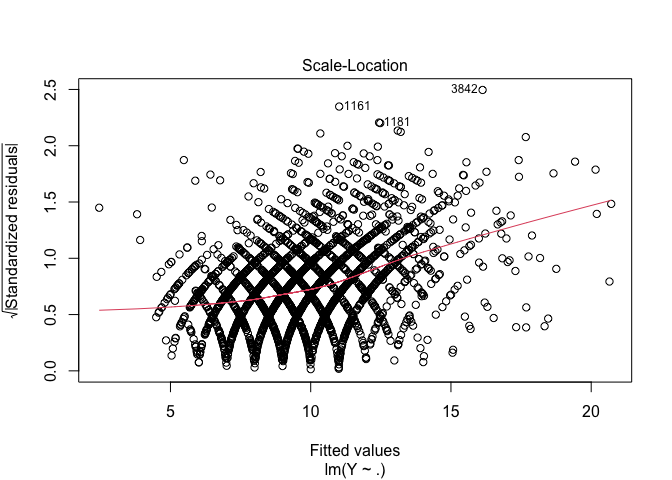 Scale-Location
√|Standardized residuals|
2.5
2.0
1.5
1.0
0.5
0.0
3842
1161
1181
5 10 15 20
Fitted values
lm(Y ~ .)